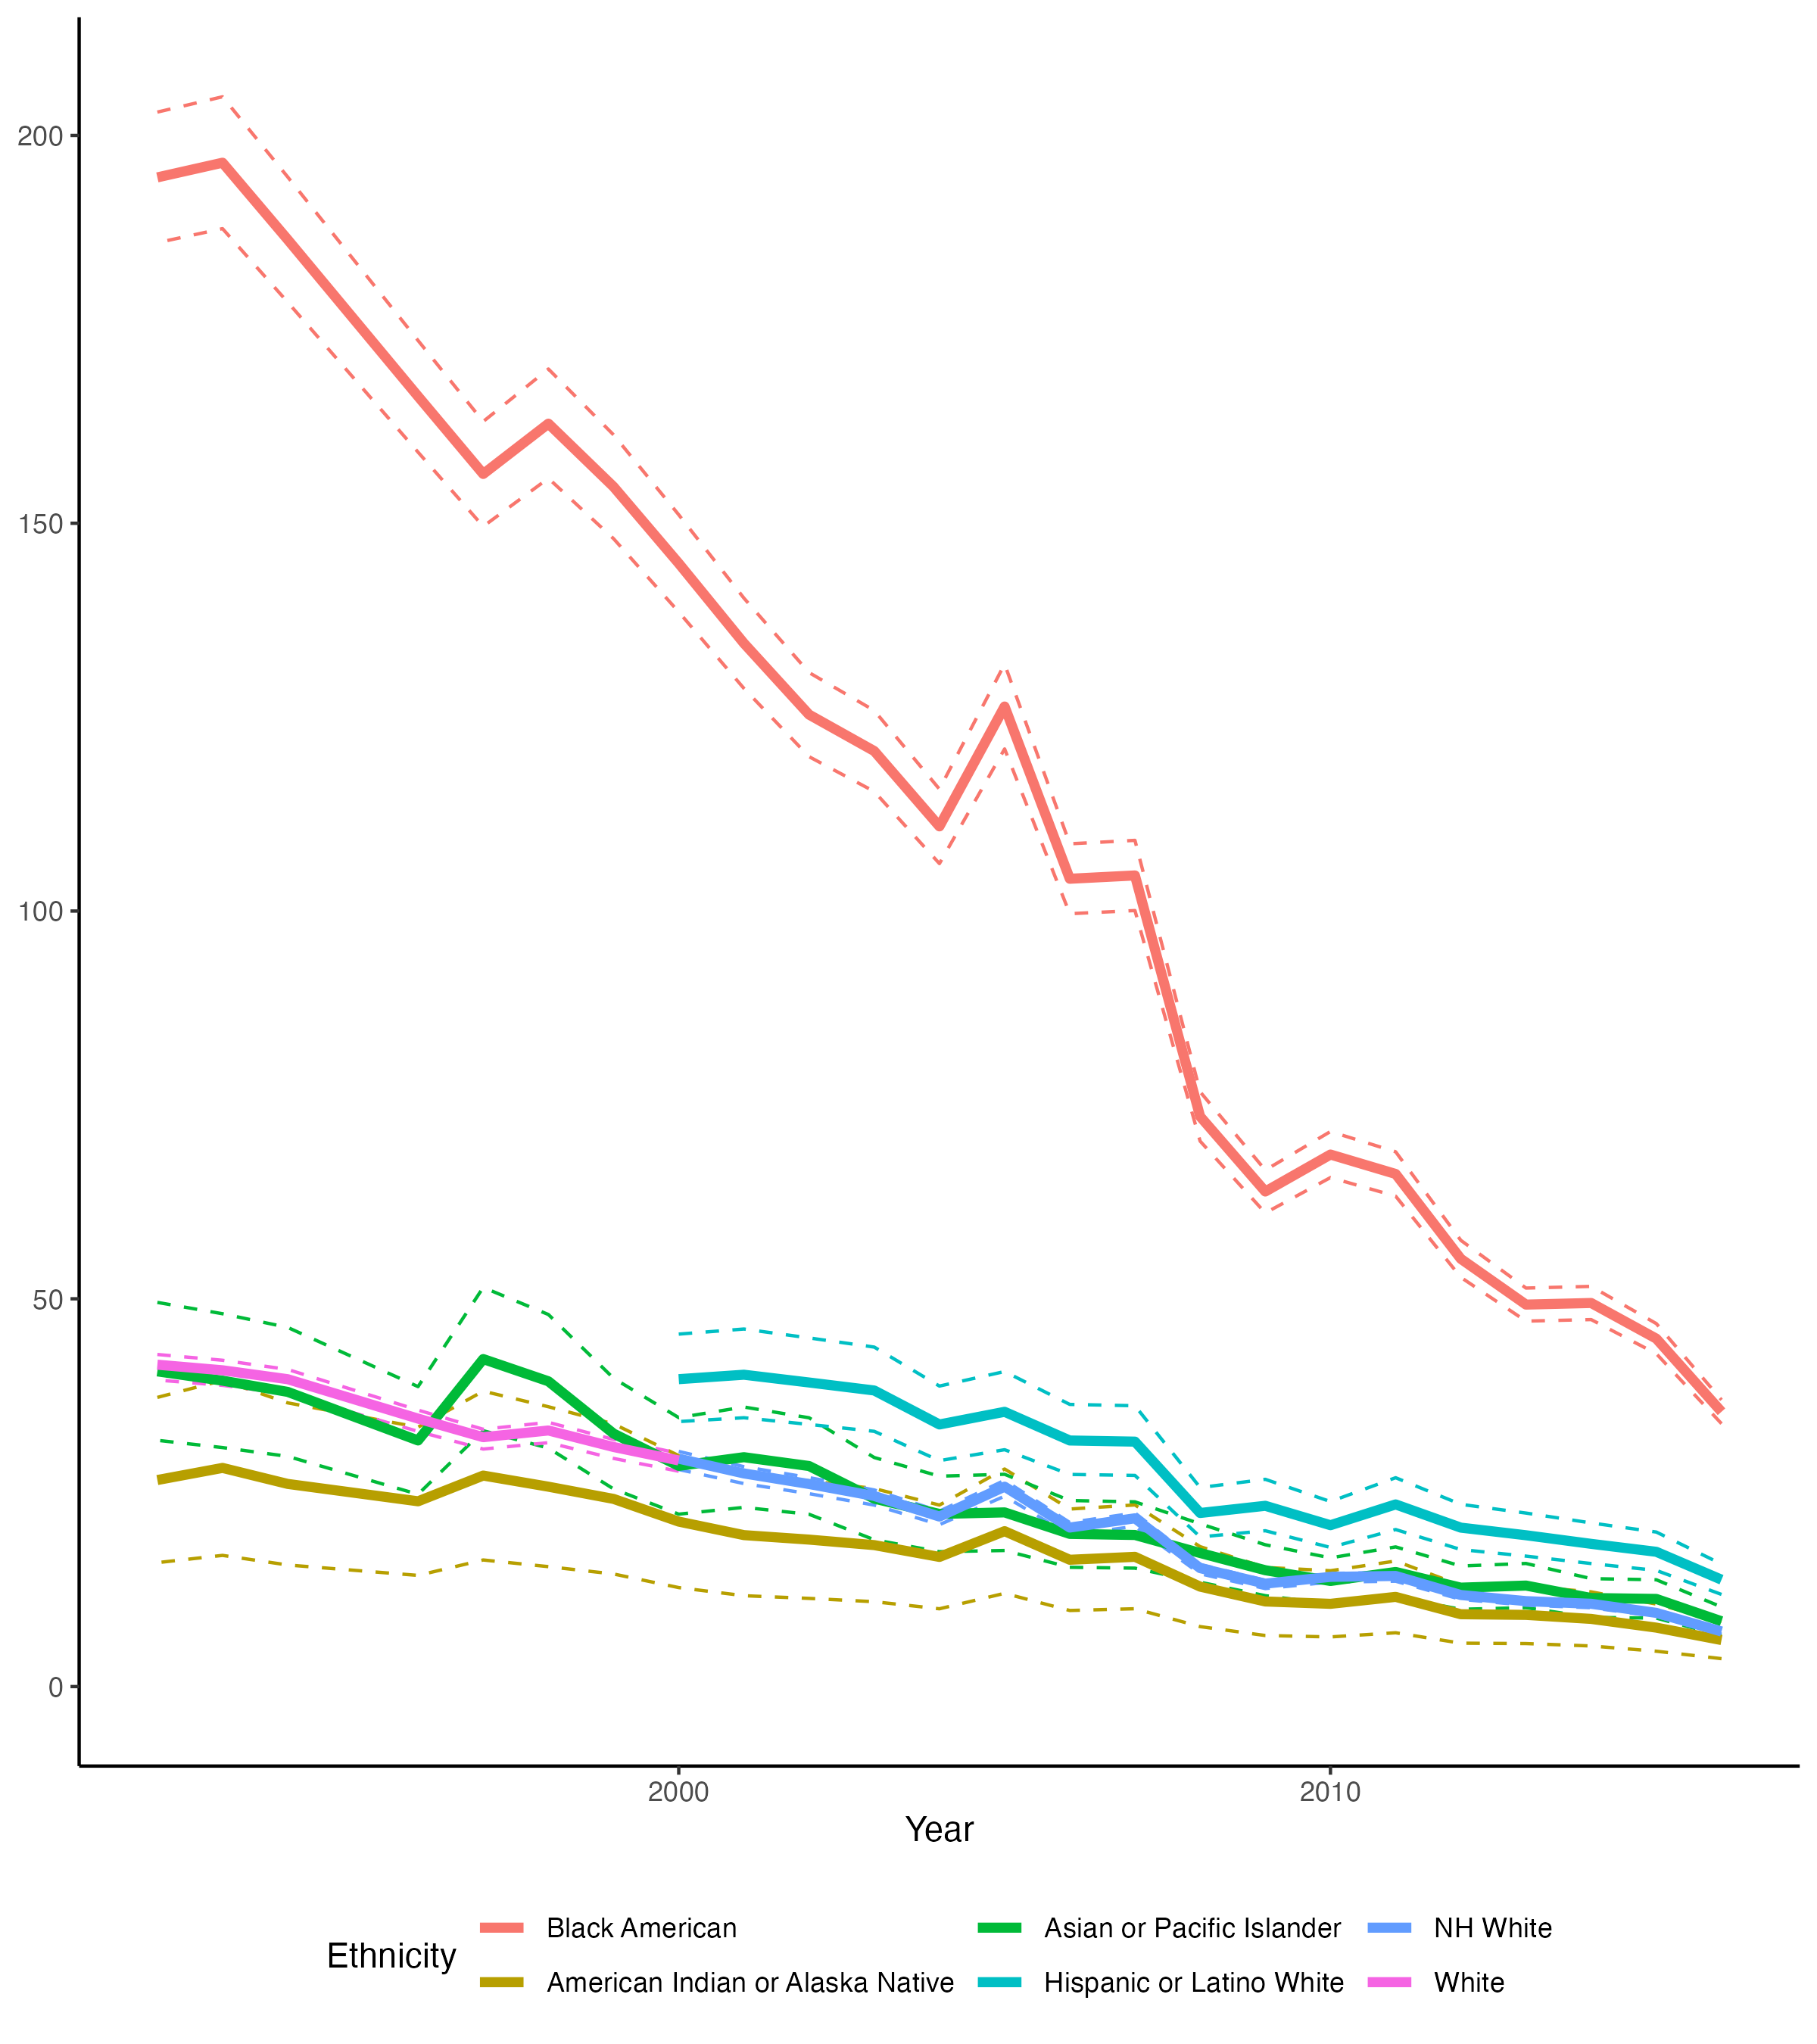 200
150
100
50
0
2000 2010
Year
Ethnicity
Black American Asian or Pacific Islander NH White
American Indian or Alaska Native Hispanic or Latino White White